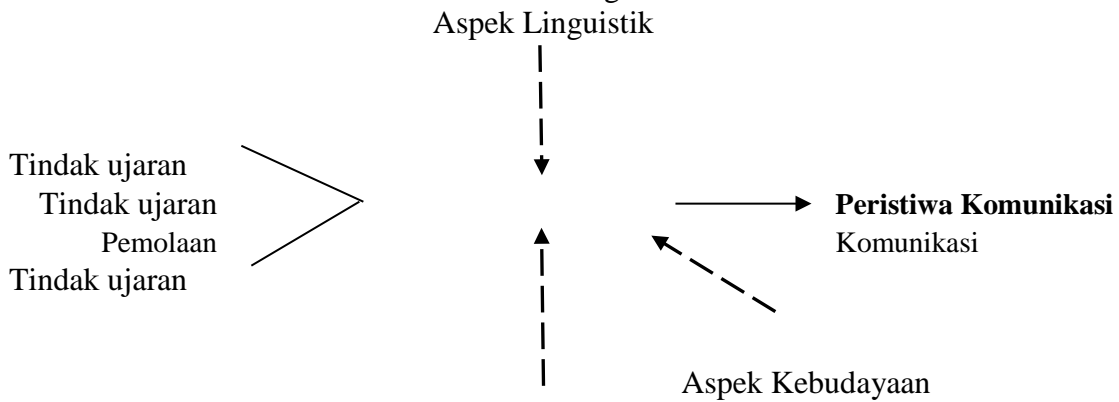 Aspek Linguistik
Tindak ujaran
Tindak ujaran
Peristiwa Komunikasi
Pemolaan
Komunikasi
Tindak ujaran
Aspek Kebudayaan